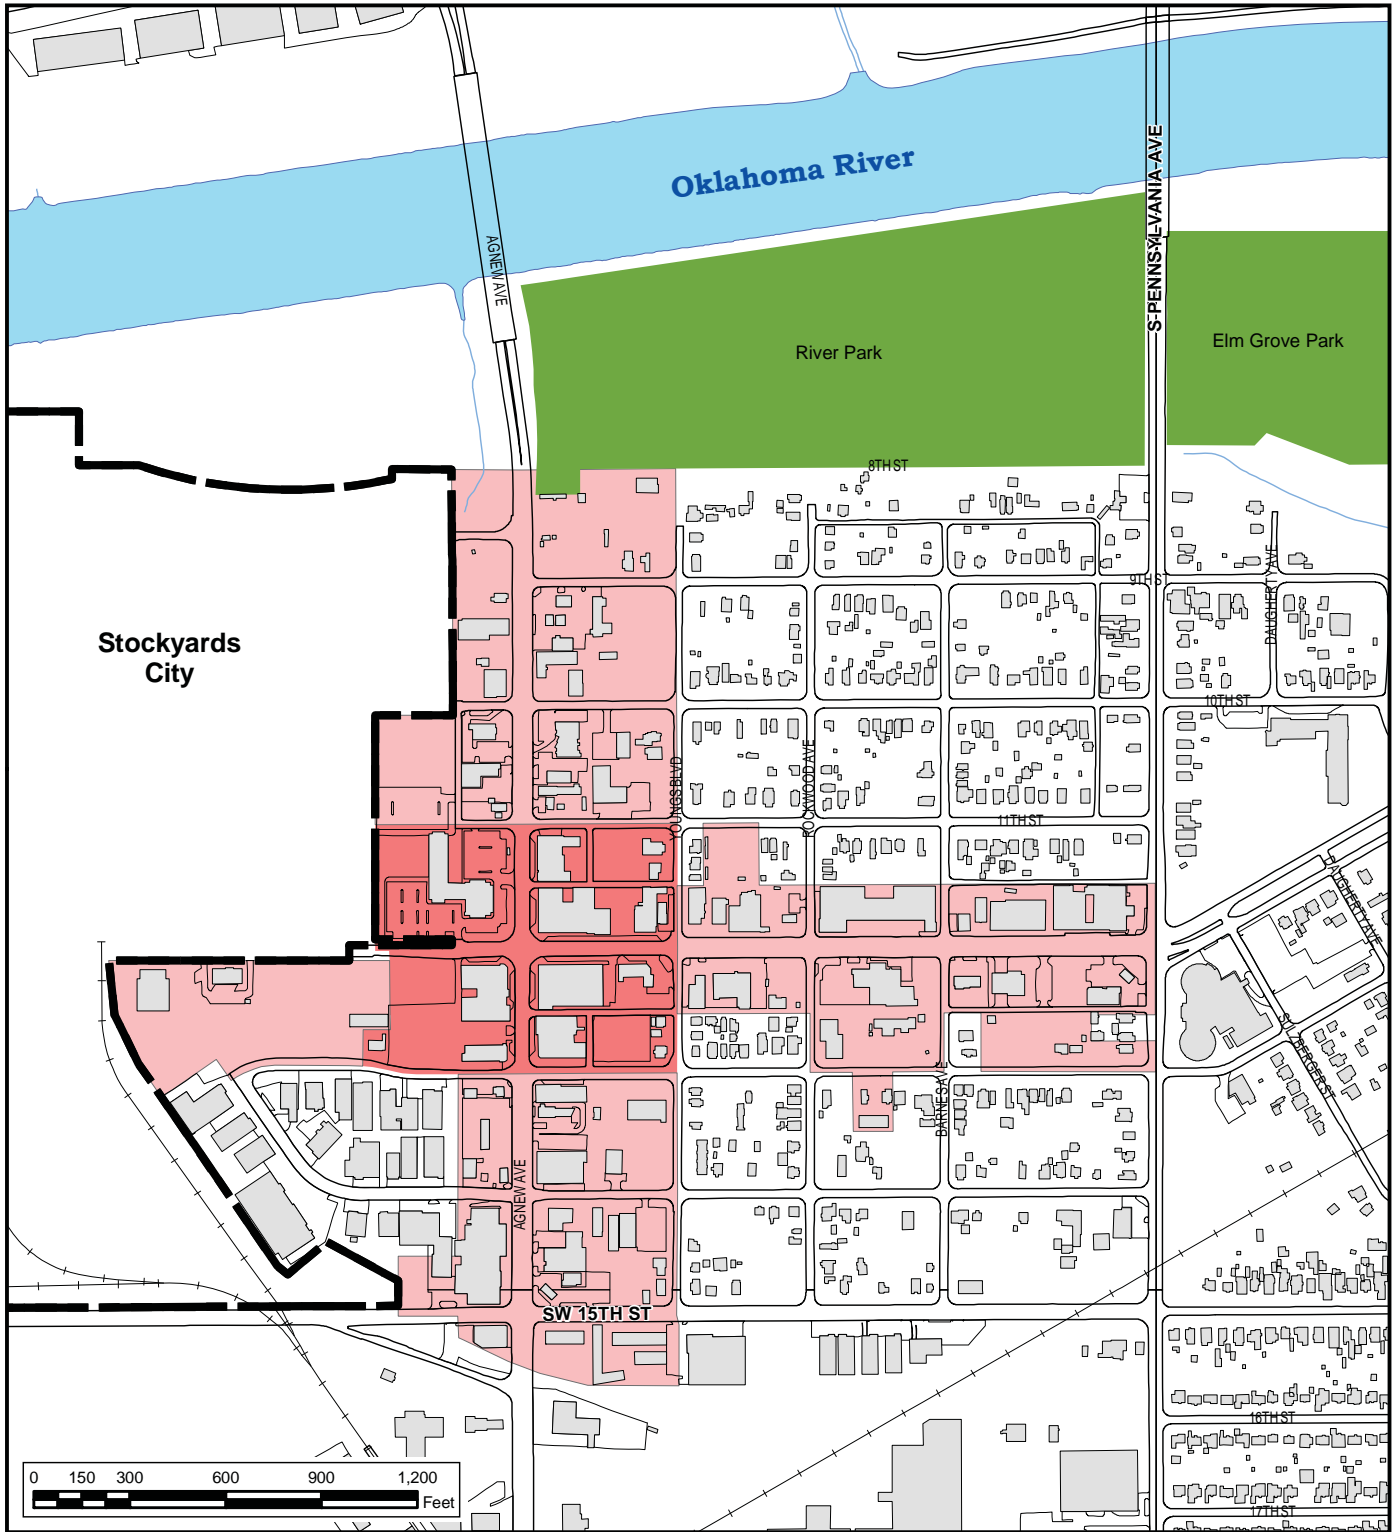 Oklahoma River
S PENNSYLVANIA AVE
AGNEW AVE
River Park
Elm Grove Park
8TH ST
9TH ST
DAUGHERTY AVE
Stockyards
City
10TH ST
YOUNGS BLVD
ROCKWOOD AVE
11TH ST
DAUGHERTY AVE
SULZBERGER ST
BARNES AVE
AGNEW AVE
SW 15TH ST
16TH ST
17TH ST
0 150 300 600 900 1,200
Feet